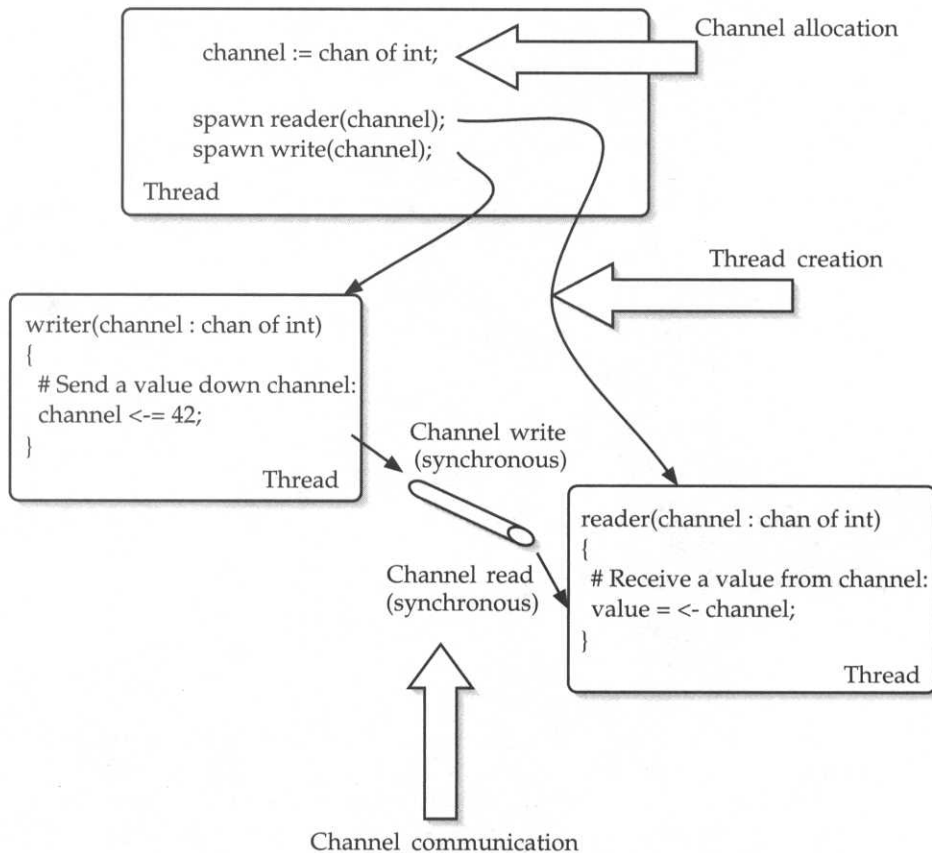 Channel allocation
channel := chan of int;
spawn reader(channel);
spawn write(channel);
Thread
Thread creation
writer(channel : chan of int)
{
# Send a value down channel:
channel <-= 42;
}
Thread
Channel write
(synchronous)
Channel read
(synchronous)
reader(channel : chan of int)
{
# Receive a value from channel:
value = <- channel;
}
Thread
Channel communication